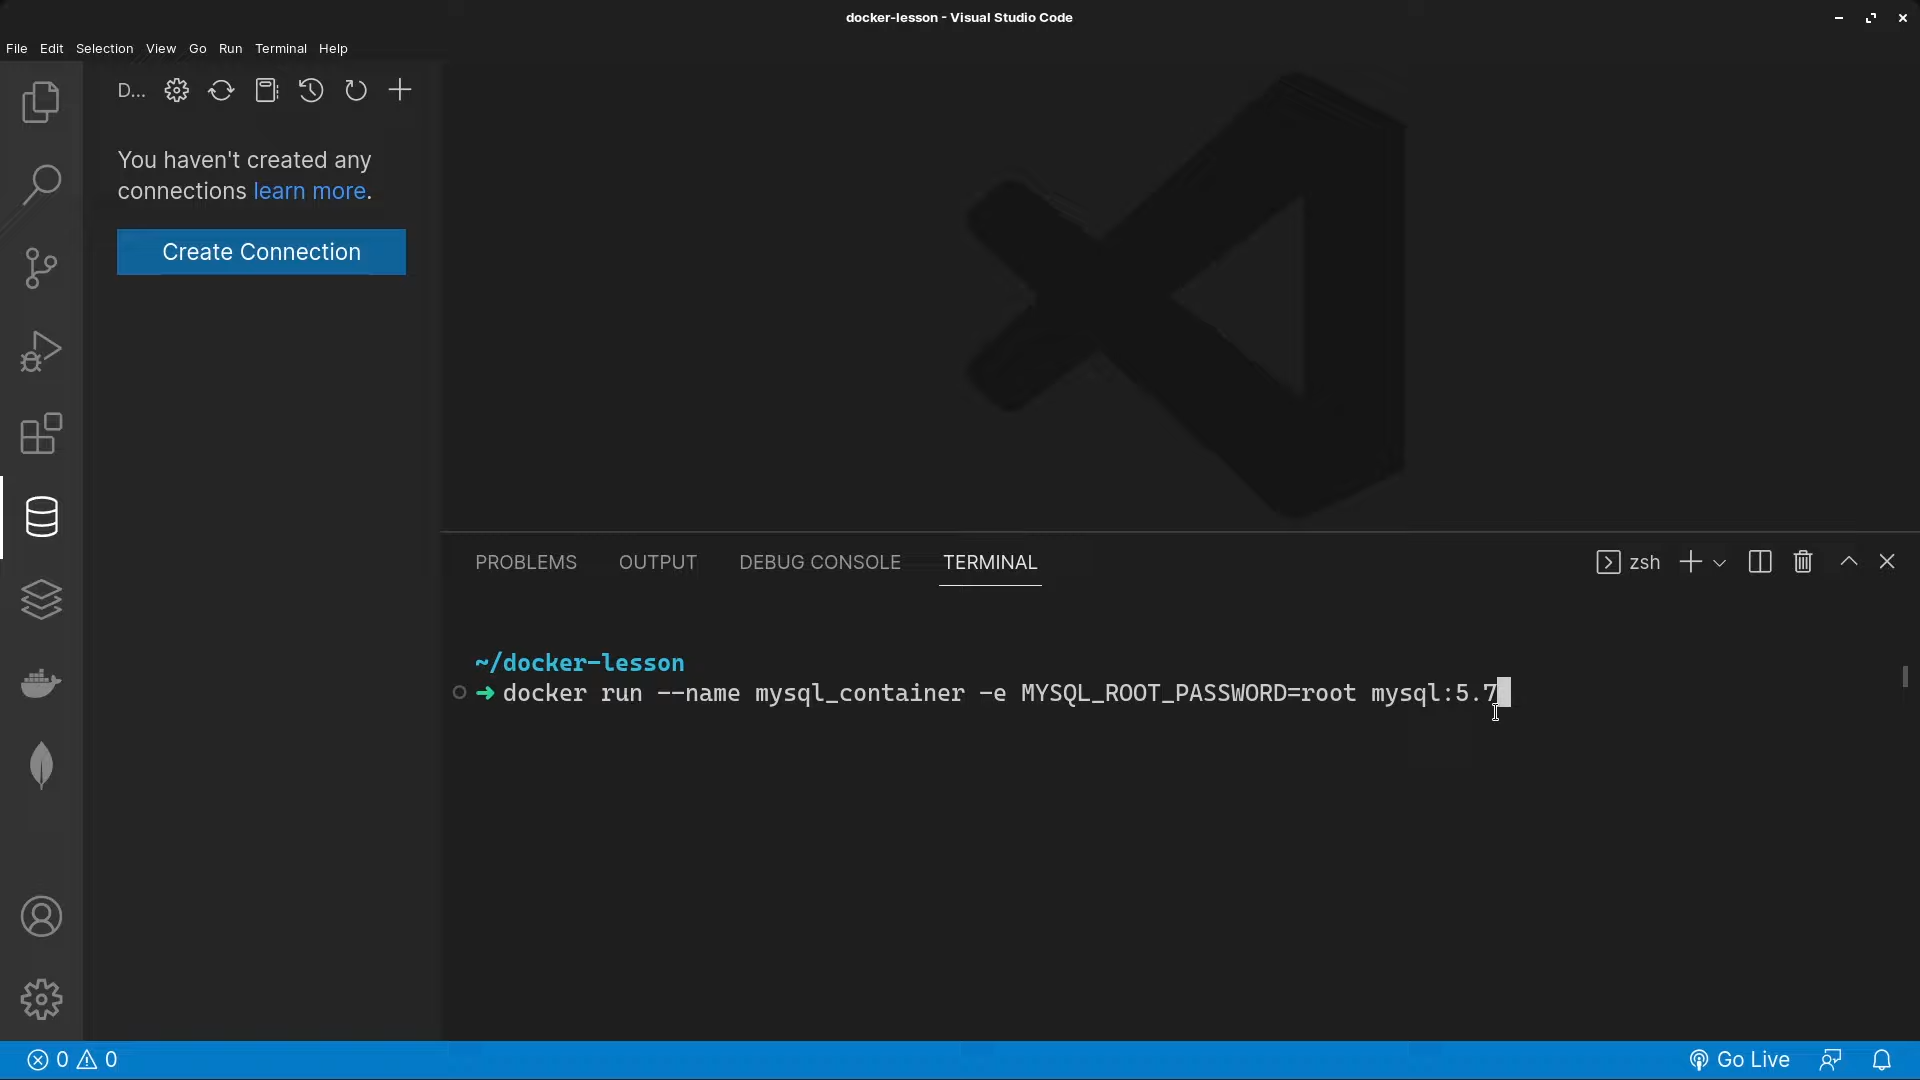 docker-lesson - Visual Studio Code
File Edit Selection View Go Run Terminal Help
D...
You haven't created any
connections learn more.
Create Connection
PROBLEMS OUTPUT DEBUG CONSOLE TERMINAL zsh
~/docker-lesson
➜ docker run --name mysql_container -e MYSQL_ROOT_PASSWORD=root mysql:5.7
0 0 Go Live